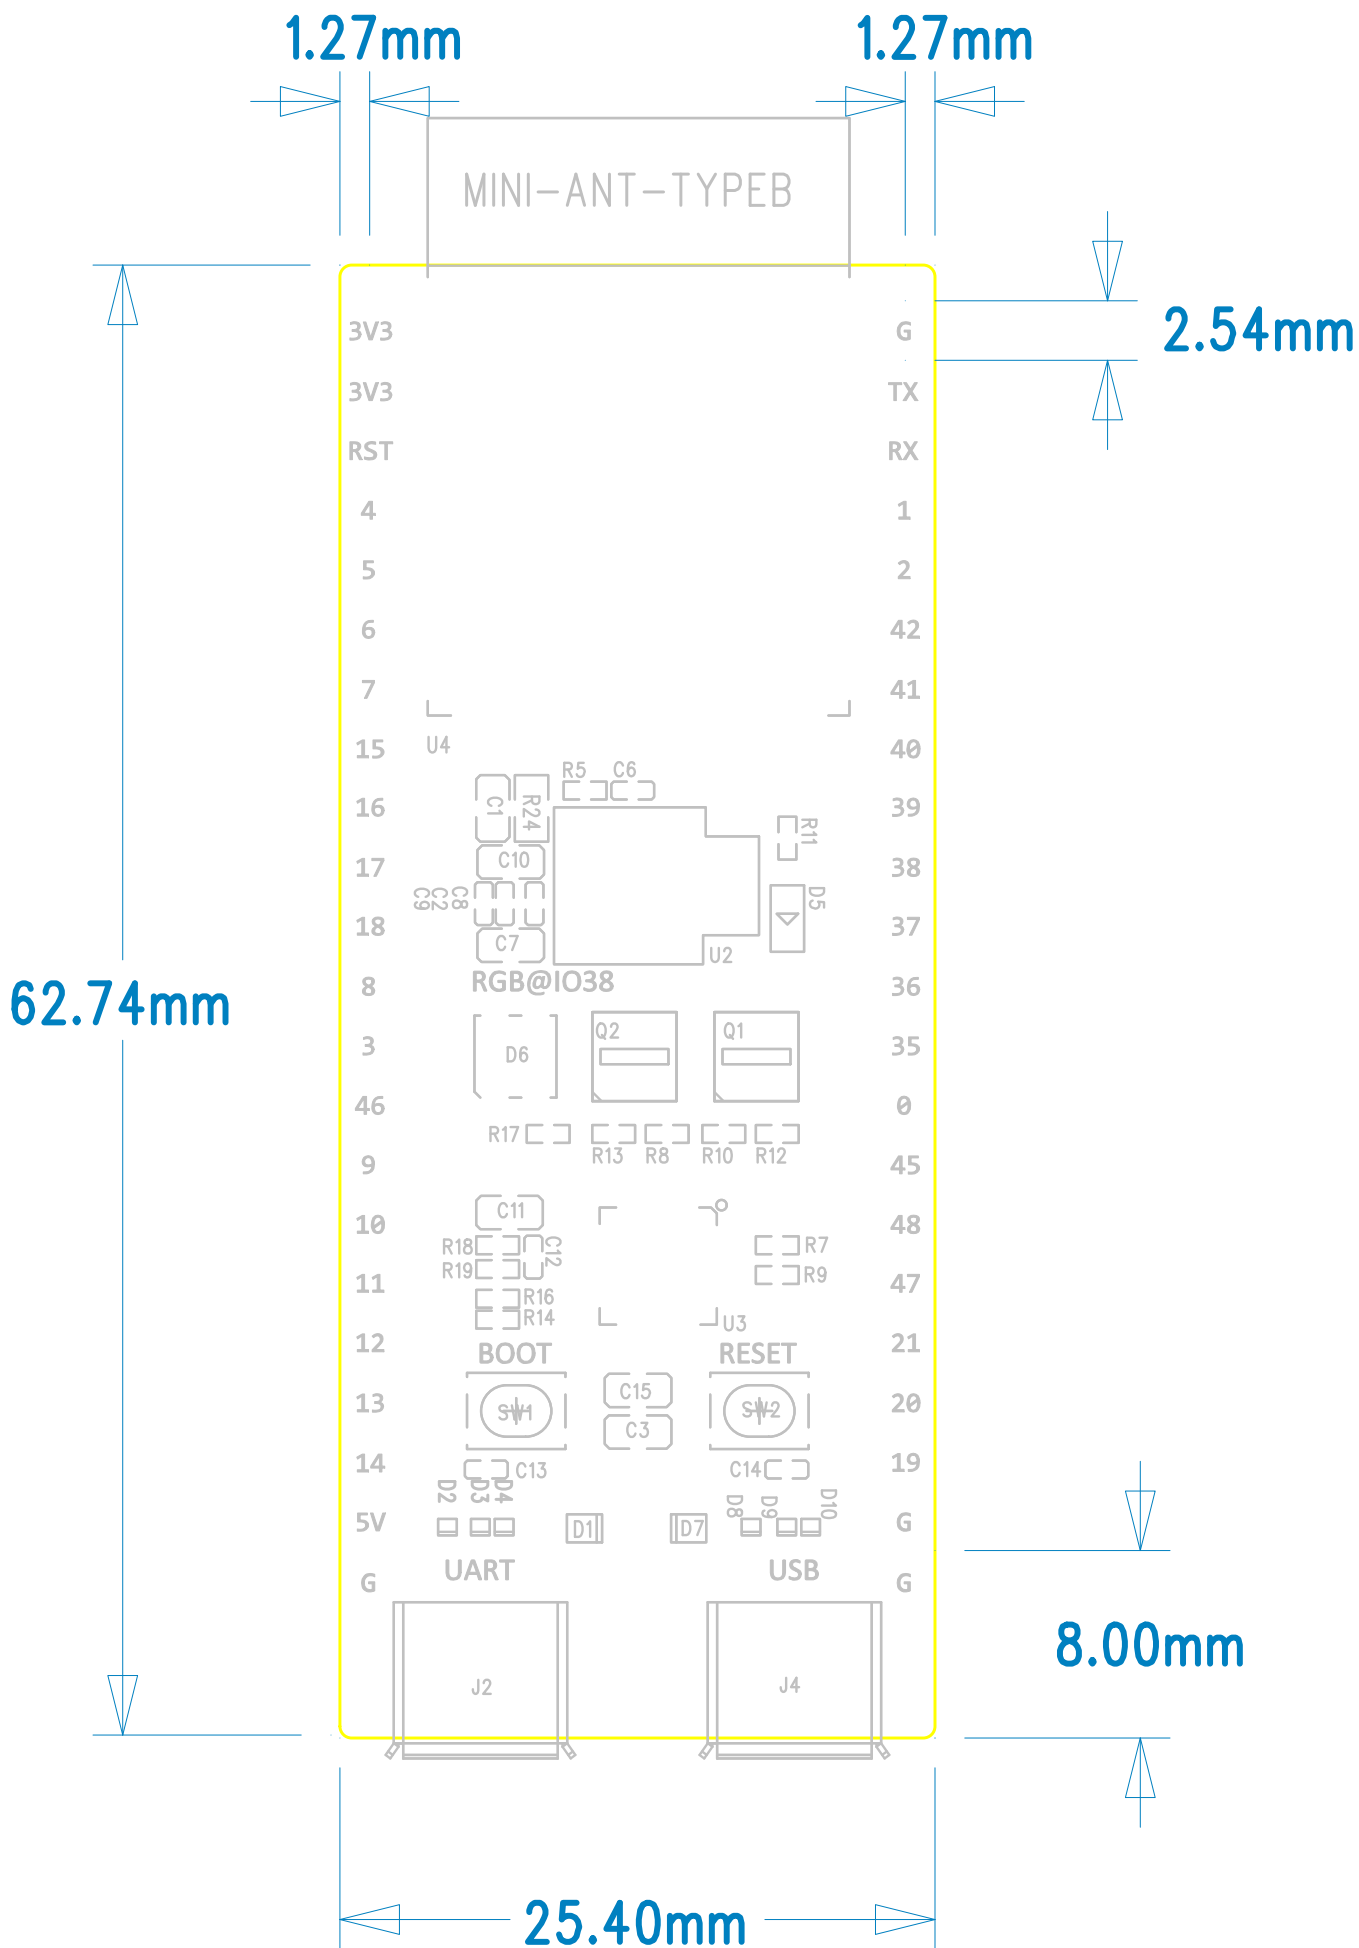 1.27mm 1.27mm
MINI-ANT-TYPEB
2.54mm
3V3 G
3V3 TX
RST RX
4 1
5 2
6 42
7 41
15 40
U4
R5 C6
16 39
C1 R24 R11
17 38
C10
C9 C2 C8 D5
18 37
C7 U2
RGB@IO38
8 36
62.74mm
Q2 Q1
3 35
D6
46 0
R17 R13 R8 R10 R12
9 45
10 48
C11
R18 C12 R7
R19 R9
11 47
R16
R14 U3
12 21
BOOT RESET
C15
13 20
SW1 SW2
C3
14 19
C13 C14
D2 D3 D4 D8 D9 D10
5V G
D1 D7
UART USB
G G
8.00mm
J2 J4
25.40mm